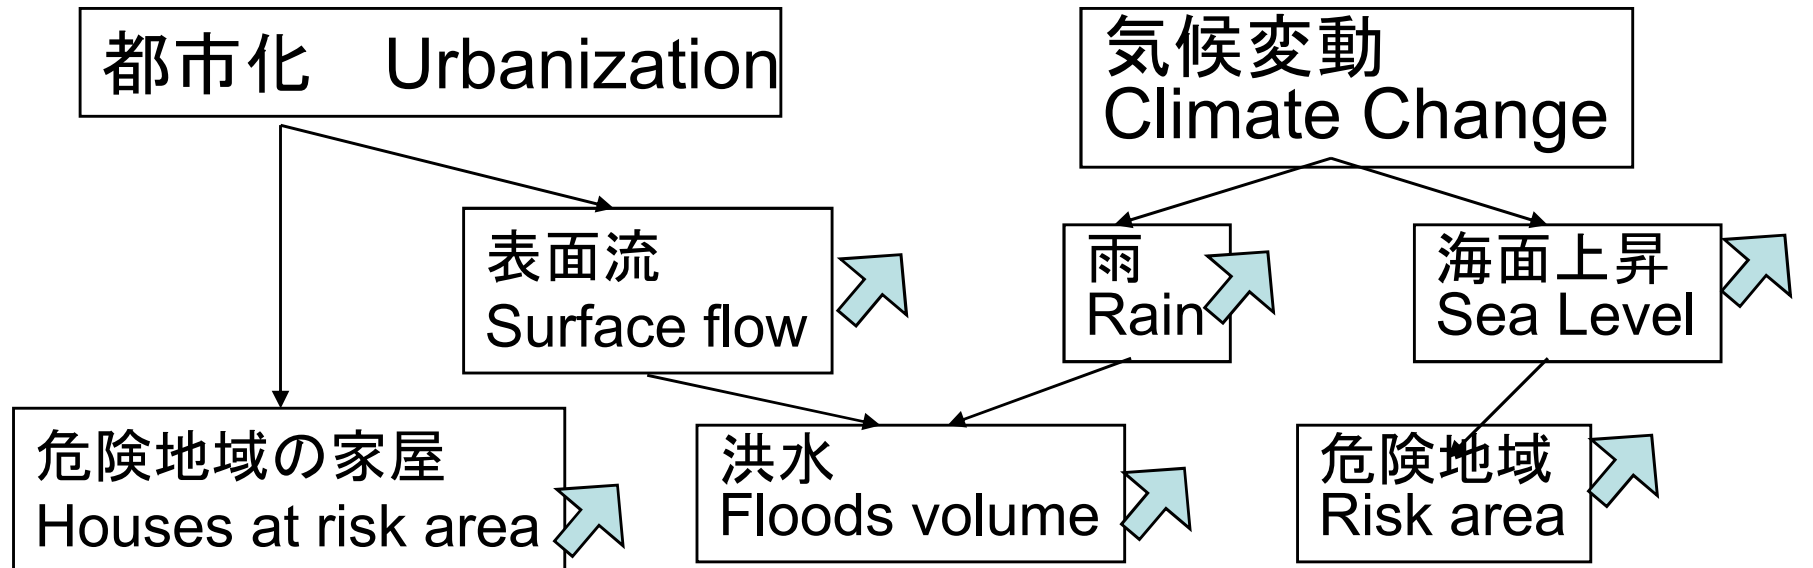 都市化　Urbanization
気候変動
Climate Change
表面流
Surface flow
雨
Rain
海面上昇
Sea Level
危険地域の家屋
Houses at risk area
洪水
Floods volume
危険地域
Risk area